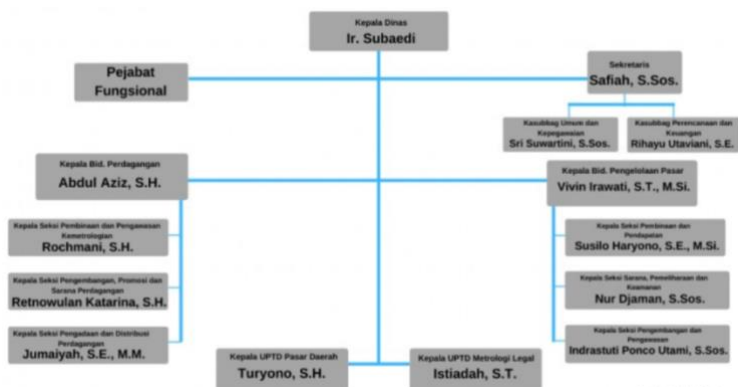 Kepala Dinas
Ir. Subaedi
Pejabat
Fungsional
Sekretaris
Safiah, S.Sos.
Kasubbag Umum dan
Kepegawaian
Sri Suwartini, S.Sos.
Kasubbag Perencanaan dan
Keuangan
Rihayu Utaviani, S.E.
Kepala Bid. Perdagangan
Abdul Aziz, S.H.
Kepala Bid. Pengelolaan Pasar
Vivin Irawati, S.T., M.Si.
Kepala Seksi Pembinaan dan Pengawasan
Kemetrologian
Rochmani, S.H.
Kepala Seksi Pengembangan, Promosi dan
Sarana Perdagangan
Retnowulan Katarina, S.H.
Kepala Seksi Pengadaan dan Distribusi
Perdagangan
Jumaiyah, S.E., M.M.
Kepala Seksi Pembinaan dan
Pendapatan
Susilo Haryono, S.E., M.Si.
Kepala Seksi Sarana, Pemeliharaan dan
Keamanan
Nur Djaman, S.Sos.
Kepala Seksi Pengembangan dan
Pengawasan
Indrastuti Ponco Utami, S.Sos.
Kepala UPTD Pasar Daerah
Turyono, S.H.
Kepala UPTD Metrologi Legal
Istiadah, S.T.